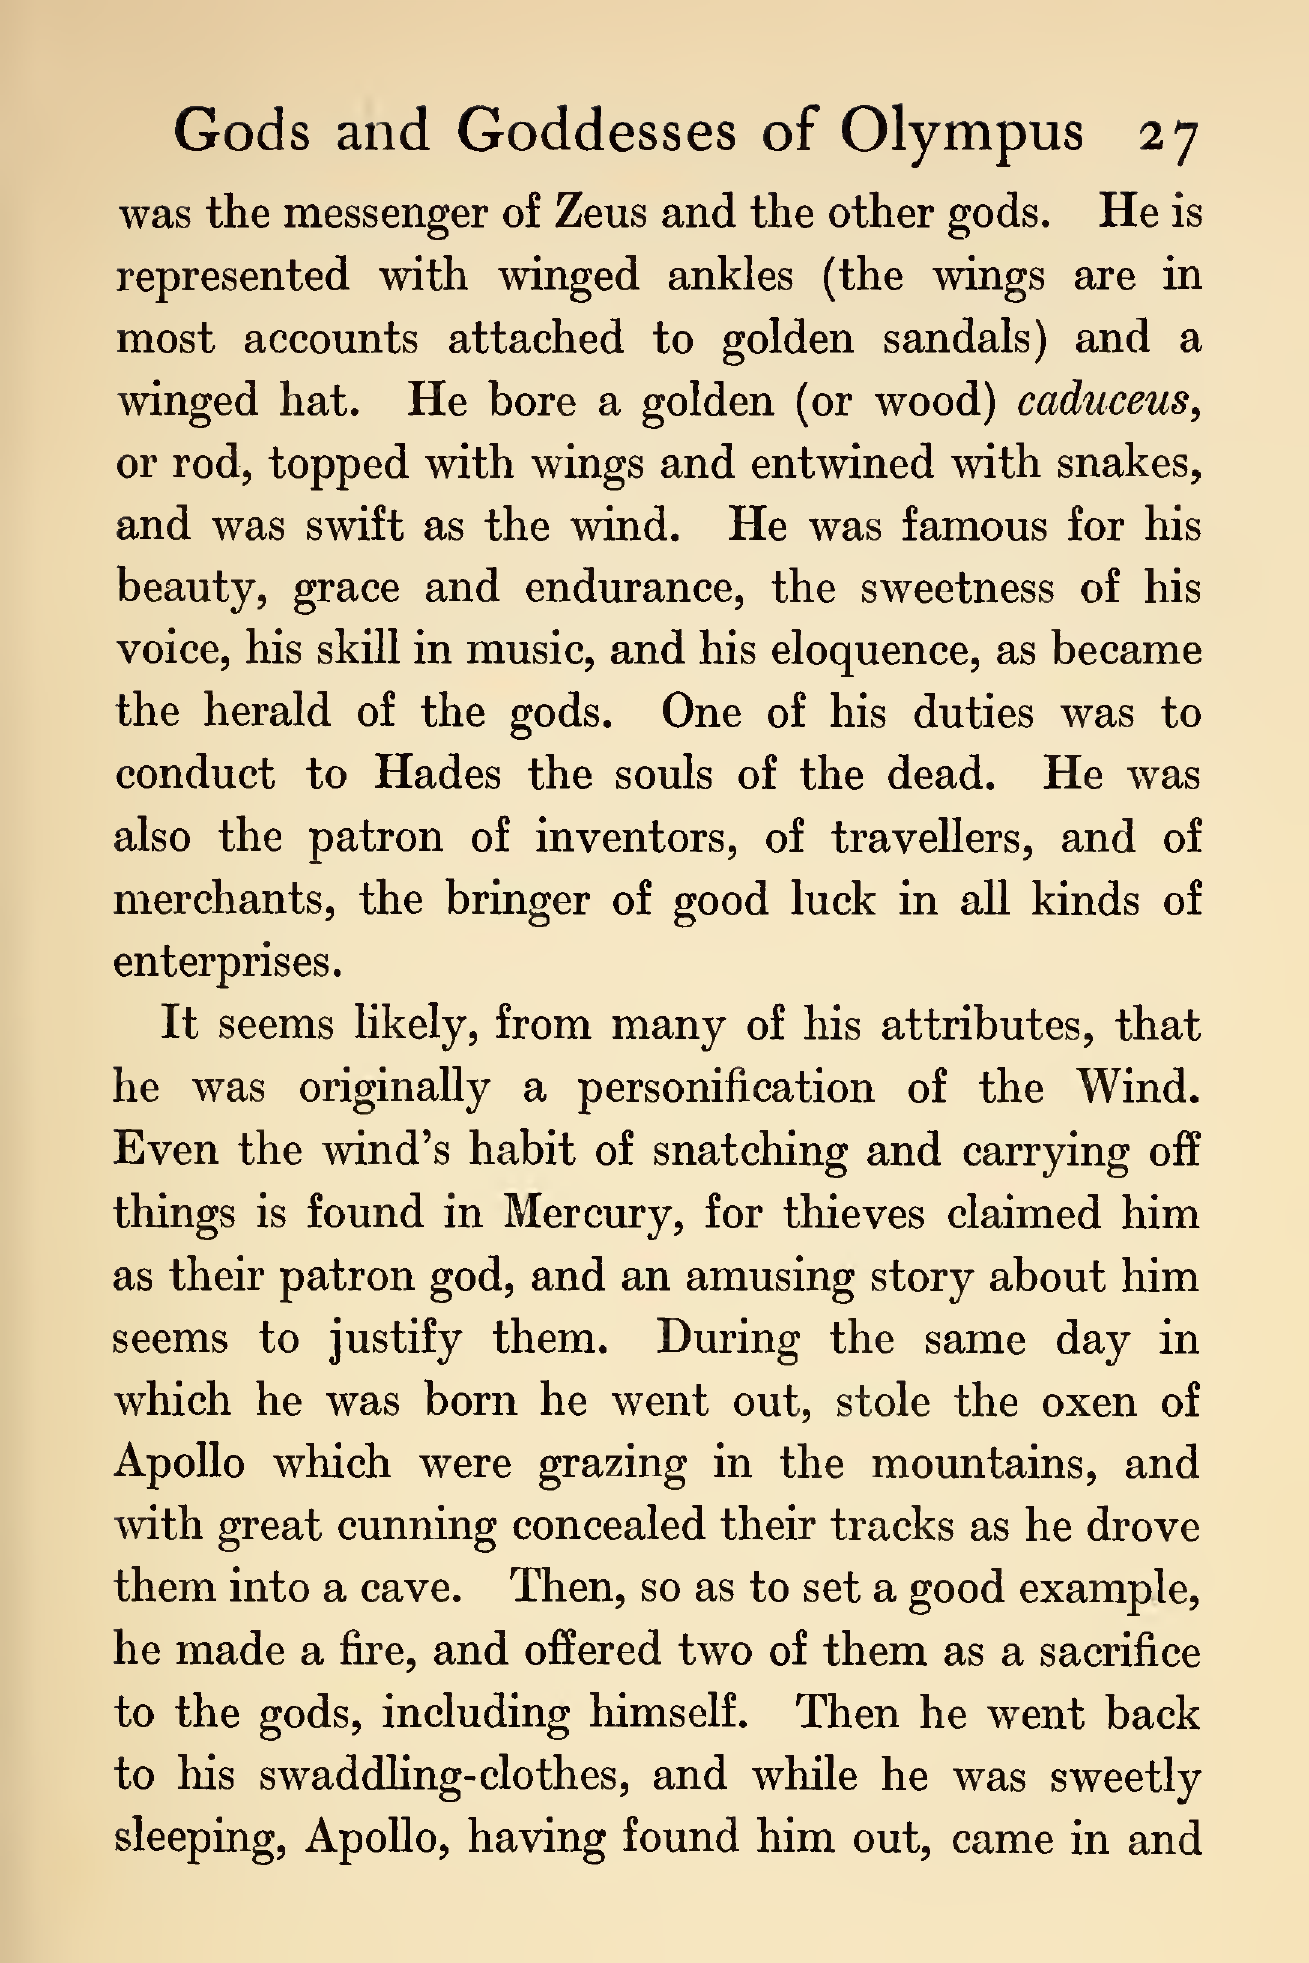 Gods and Goddesses of Olympus 27
was the messenger of Zeus and the other gods. He is
represented with winged ankles (the wings are in
most accounts attached to golden sandals) and a
winged hat. He bore a golden (or wood) caduceus,
or rod, topped with wings and entwined with snakes,
and was swift as the wind. He was famous for his
beauty, grace and endurance, the sweetness of his
voice, his skill in music, and his eloquence, as became
the herald of the gods. One of his duties was to
conduct to Hades the souls of the dead. He was
also the patron of inventors, of travellers, and of
merchants, the bringer of good luck in all kinds of
enterprises.
It seems likely, from many of his attributes, that
he was originally a personification of the Wind.
Even the wind's habit of snatching and carrying off
things is found in Mercury, for thieves claimed him
as their patron god, and an amusing story about him
seems to justify them. During the same day in
which he was born he went out, stole the oxen of
Apollo which were grazing in the mountains, and
with great cunning concealed their tracks as he drove
them into a cave. Then, so as to set a good example,
he made a fire, and offered two of them as a sacrifice
to the gods, including himself. Then he went back
to his swaddling-clothes, and while he was sweetly
sleeping, Apollo, having found him out, came in and